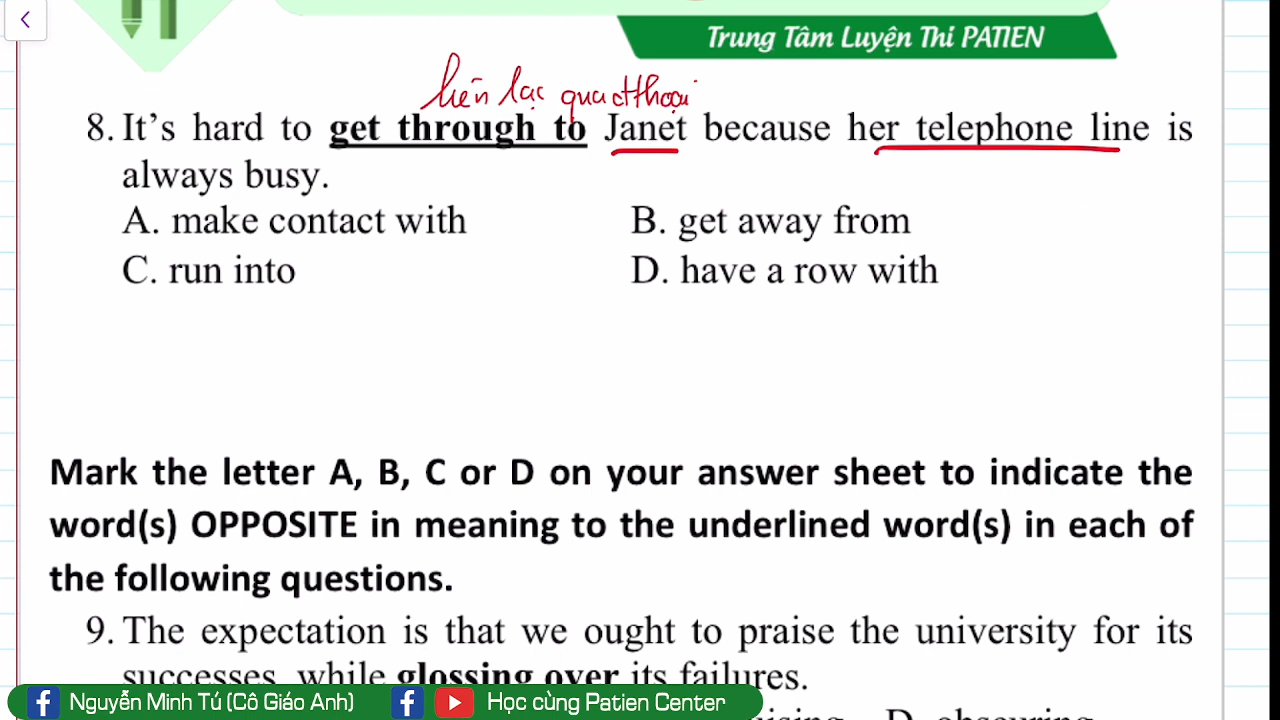 Trung Tâm Luyện Thi PATIEN
liên lạc qua đthoại
8. It's hard to get through to Janet because her telephone line is
always busy.
A. make contact with B. get away from
C. run into D. have a row with
Mark the letter A, B, C or D on your answer sheet to indicate the
word(s) OPPOSITE in meaning to the underlined word(s) in each of
the following questions.
9. The expectation is that we ought to praise the university for its
successes, while glossing over its failures.
D. obscuring
Nguyễn Minh Tú (Cô Giáo Anh) Học cùng Patien Center